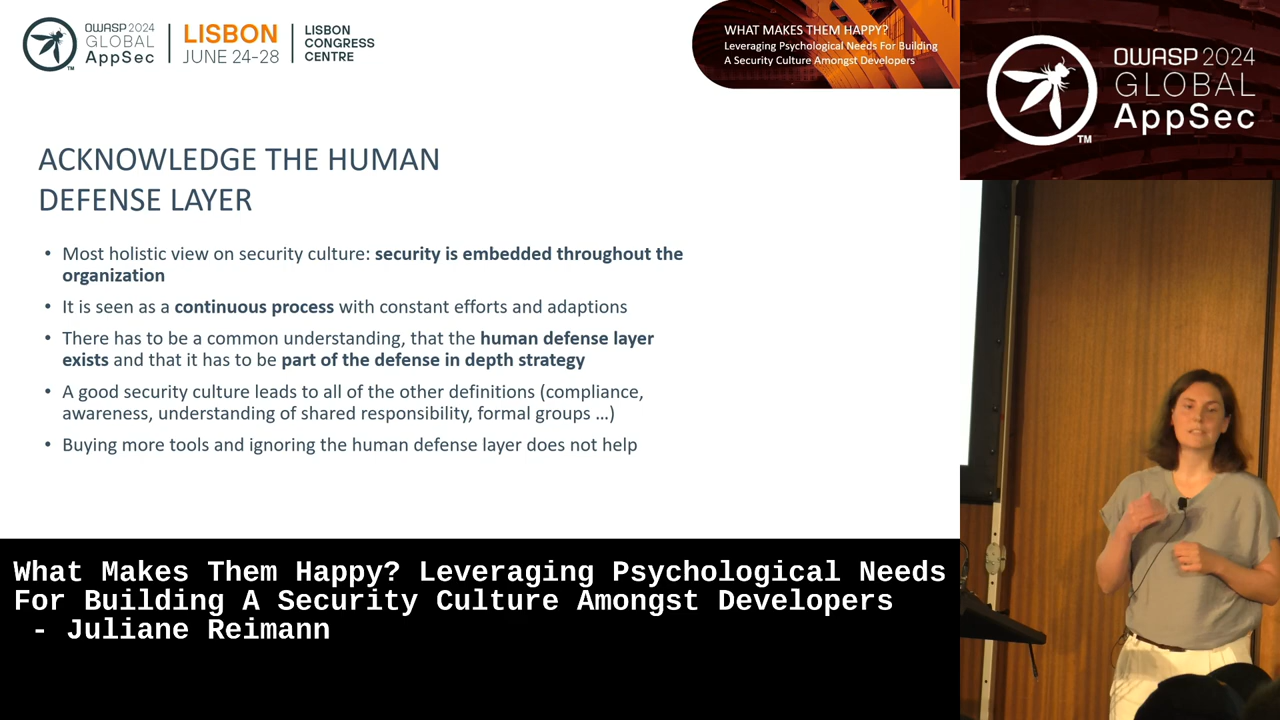 OWASP 2024
GLOBAL
AppSec
TM
LISBON
JUNE 24-28
LISBON
CONGRESS
CENTRE
WHAT MAKES THEM HAPPY?
Leveraging Psychological Needs For Building
A Security Culture Amongst Developers
OWASP 2024
GLOBAL
AppSec
TM
ACKNOWLEDGE THE HUMAN
DEFENSE LAYER
• Most holistic view on security culture: security is embedded throughout the
organization
• It is seen as a continuous process with constant efforts and adaptions
• There has to be a common understanding, that the human defense layer
exists and that it has to be part of the defense in depth strategy
• A good security culture leads to all of the other definitions (compliance,
awareness, understanding of shared responsibility, formal groups ...)
• Buying more tools and ignoring the human defense layer does not help
What Makes Them Happy? Leveraging Psychological Needs
For Building A Security Culture Amongst Developers
- Juliane Reimann